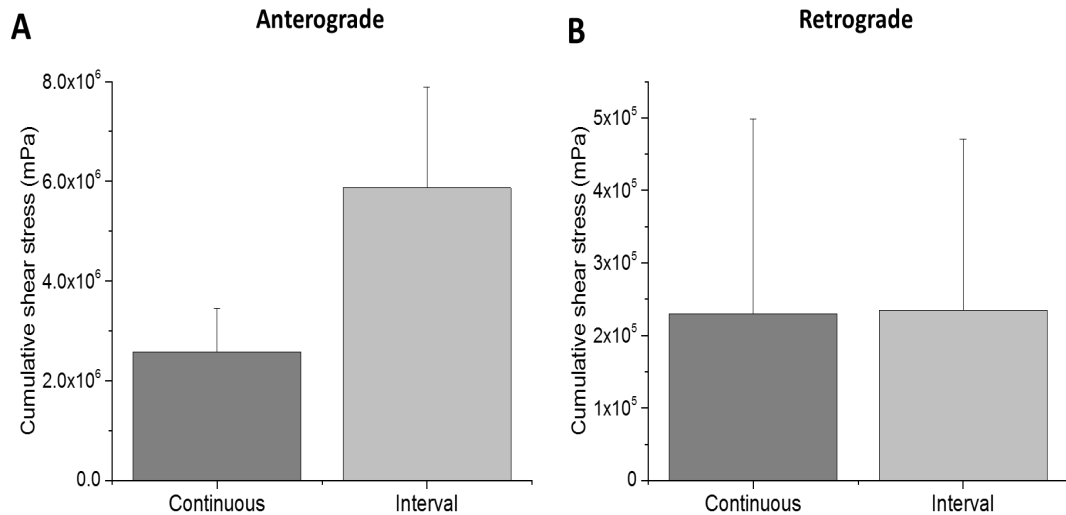 A
Anterograde
Cumulative shear stress (mPa)
8.0x10⁶
6.0x10⁶
4.0x10⁶
2.0x10⁶
0.0
Continuous
Interval
B
Retrograde
Cumulative shear stress (mPa)
5x10⁵
4x10⁵
3x10⁵
2x10⁵
1x10⁵
0
Continuous
Interval